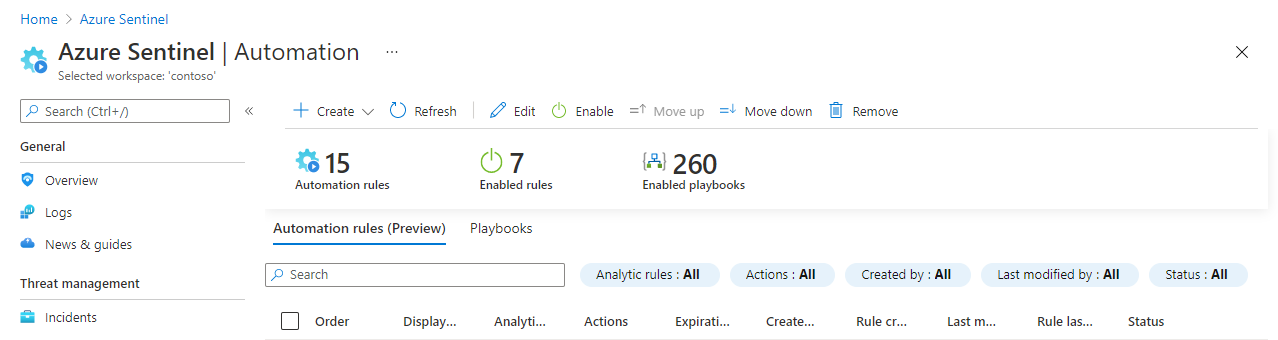 Home > Azure Sentinel
Azure Sentinel | Automation ...
Selected workspace: 'contoso'
Search (Ctrl+/) «
Create Refresh Edit Enable Move up Move down Remove
General
Overview
Logs
News & guides
Threat management
Incidents
15 7 260
Automation rules Enabled rules Enabled playbooks
Automation rules (Preview) Playbooks
Search Analytic rules : All Actions : All Created by : All Last modified by : All Status : All
Order Display... Analyti... Actions Expirati... Create... Rule cr... Last m... Rule las... Status